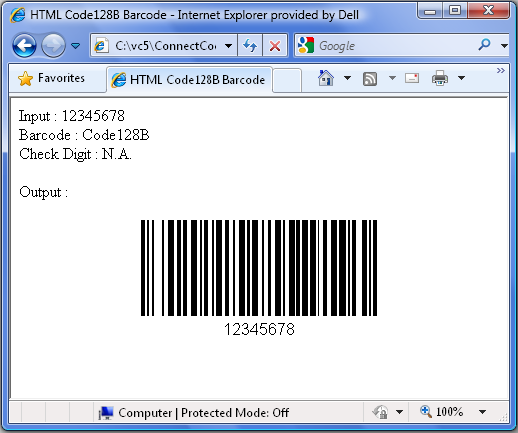 HTML Code128B Barcode - Internet Explorer provided by Dell
C:\vc5\ConnectCo
Google
Favorites
HTML Code128B Barcode
Input : 12345678
Barcode : Code128B
Check Digit : N.A.
Output :
12345678
Computer | Protected Mode: Off
100%